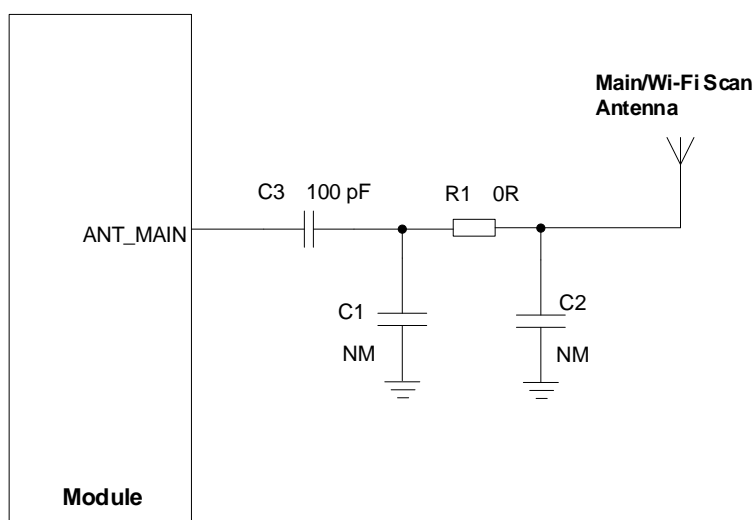 Main/Wi-Fi Scan
Antenna
C3 100 pF
R1 0R
ANT_MAIN
C1
NM
C2
NM
Module